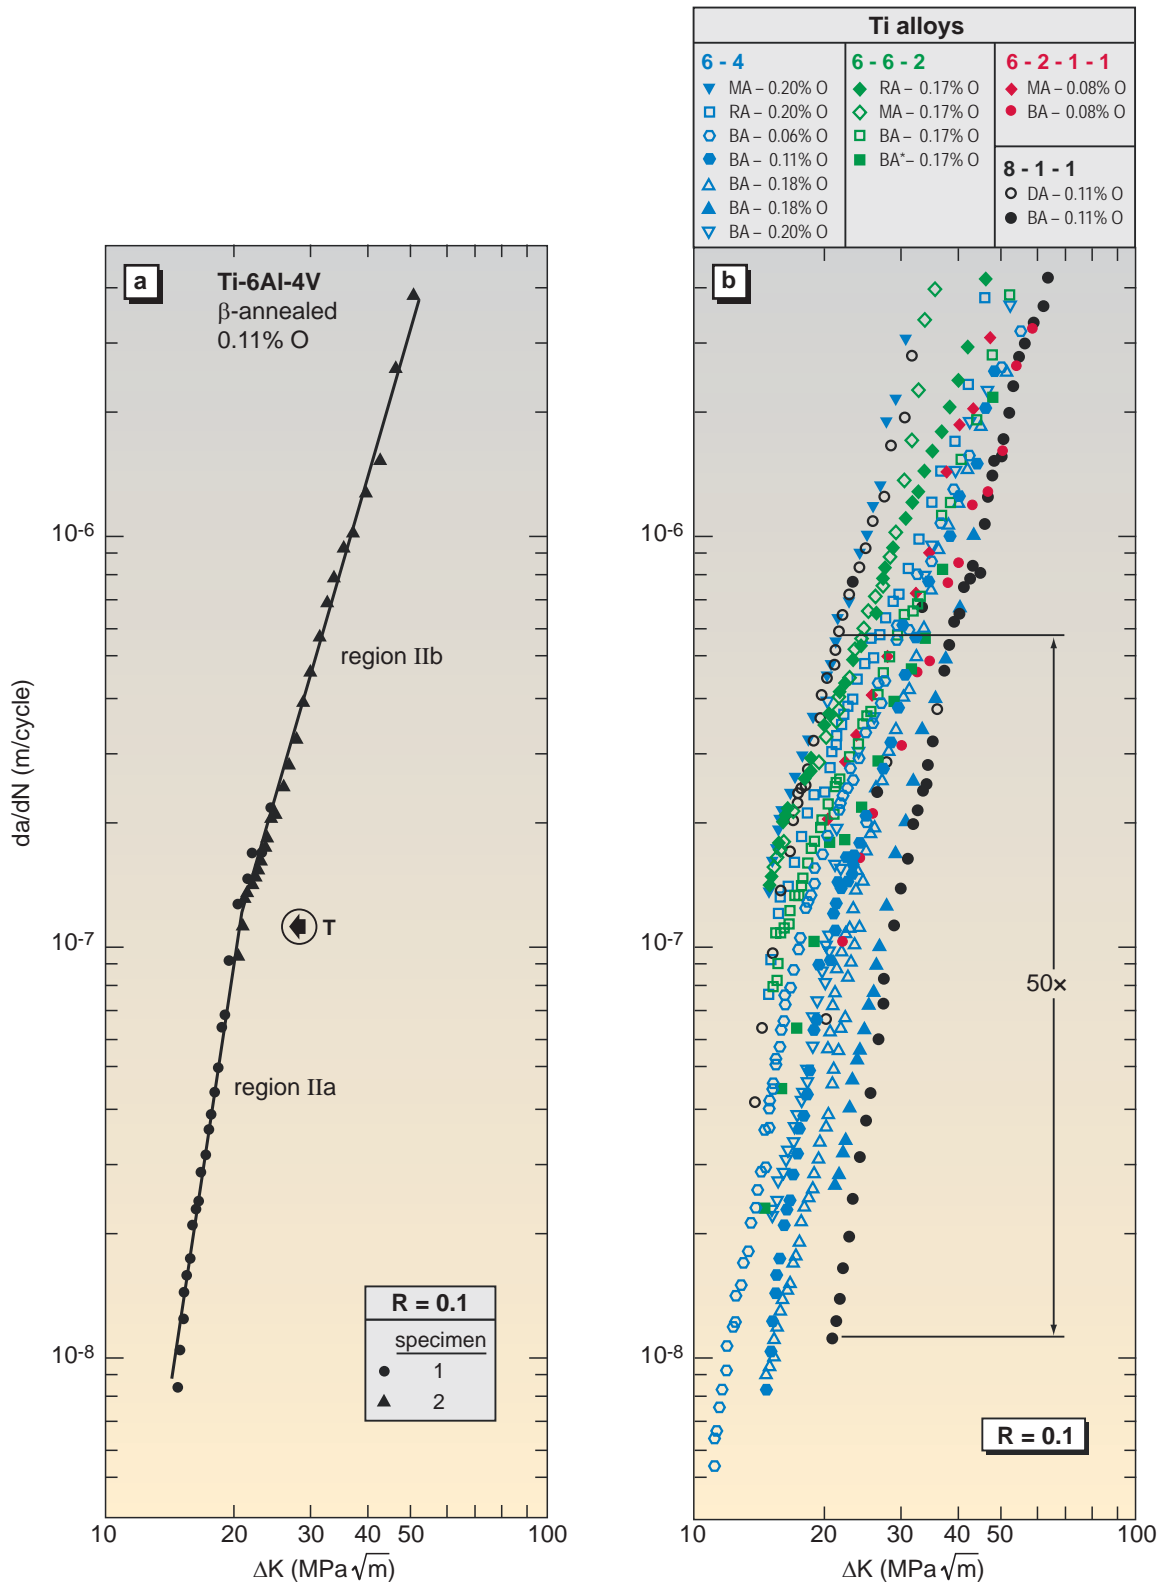 Ti alloys
6 - 4
MA – 0.20% O
RA – 0.20% O
BA – 0.06% O
BA – 0.11% O
BA – 0.18% O
BA – 0.18% O
BA – 0.20% O
6 - 6 - 2
RA – 0.17% O
MA – 0.17% O
BA – 0.17% O
BA* – 0.17% O
6 - 2 - 1 - 1
MA – 0.08% O
BA – 0.08% O
8 - 1 - 1
DA – 0.11% O
BA – 0.11% O
a
Ti-6Al-4V
β-annealed
0.11% O
da/dN (m/cycle)
10-6
10-7
10-8
region IIb
T
region IIa
R = 0.1
specimen
1
2
10 20 30 40 50 100
ΔK (MPa√m)
b
10-6
10-7
10-8
50×
R = 0.1
10 20 30 40 50 100
ΔK (MPa√m)